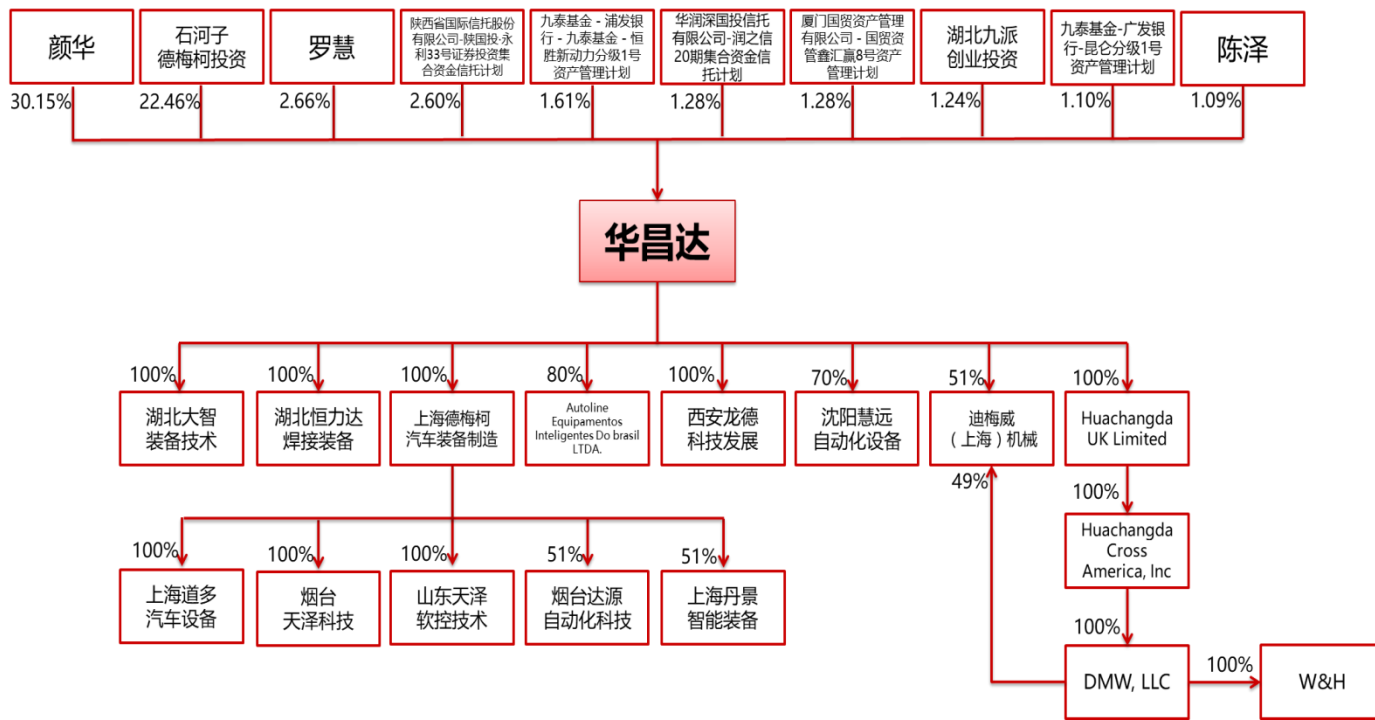 颜华
石河子
德梅柯投资
罗慧
陕西省国际信托股份
有限公司-陕国投·永
利33号证券投资集
合资金信托计划
九泰基金－浦发银
行－九泰基金－恒
胜新动力分级1号
资产管理计划
华润深国投信托
有限公司-润之信
20期集合资金信
托计划
厦门国贸资产管理
有限公司－国贸资
管鑫汇赢8号资产
管理计划
湖北九派
创业投资
九泰基金-广发银
行-昆仑分级1号
资产管理计划
陈泽
30.15%
22.46%
2.66%
2.60%
1.61%
1.28%
1.28%
1.24%
1.10%
1.09%
华昌达
100%
100%
100%
80%
100%
70%
51%
100%
湖北大智
装备技术
湖北恒力达
焊接装备
上海德梅柯
汽车装备制造
Autoline
Equipamentos
Inteligentes Do brasil
LTDA.
西安龙德
科技发展
沈阳慧远
自动化设备
迪梅威
（上海）机械
Huachangda
UK Limited
49%
100%
100%
100%
100%
51%
51%
上海道多
汽车设备
烟台
天泽科技
山东天泽
软控技术
烟台达源
自动化科技
上海丹景
智能装备
Huachangda
Cross
America, Inc
100%
DMW, LLC
100%
W&H